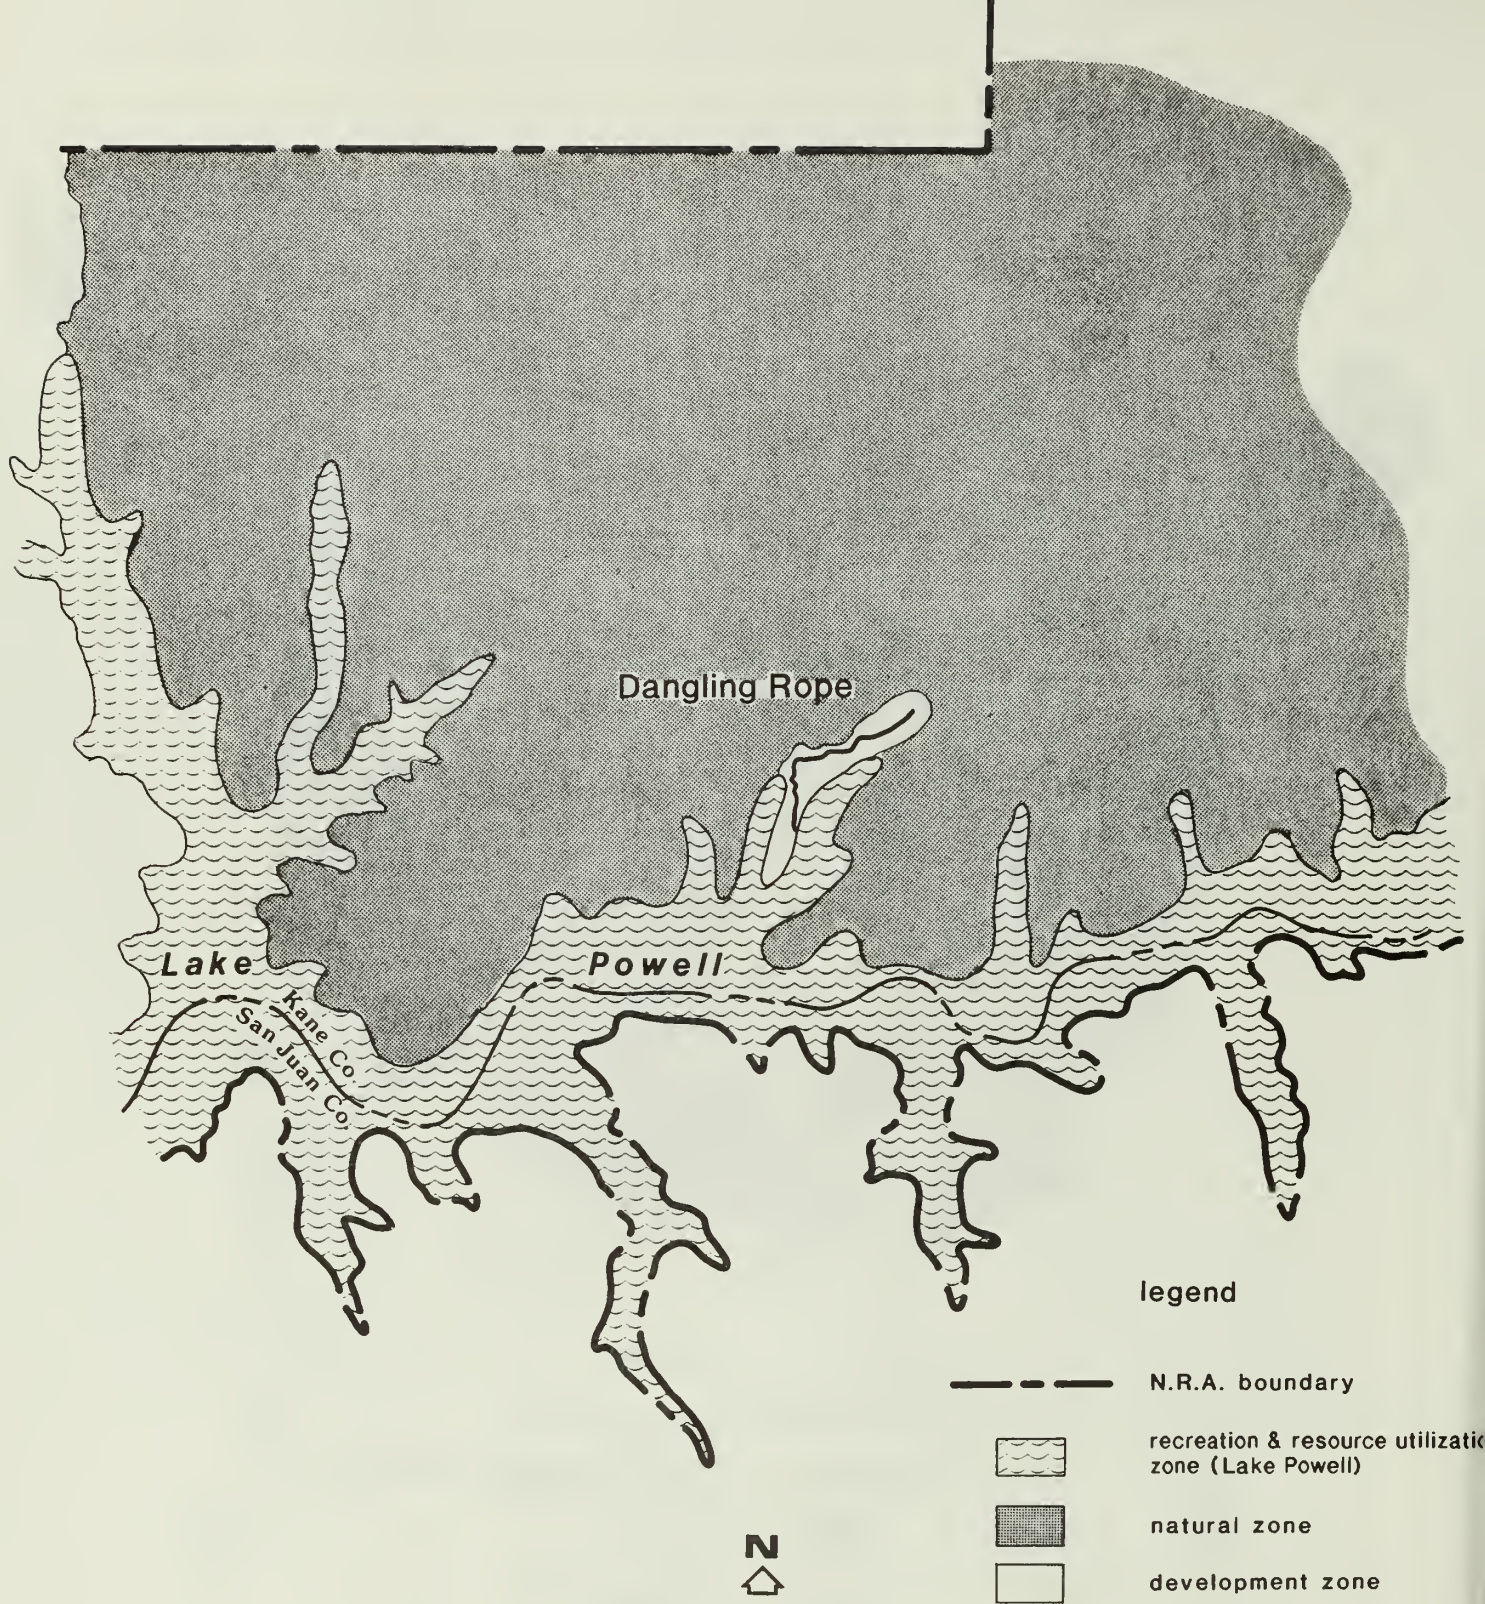 Dangling Rope
Lake Powell
Kane Co.
San Juan Co.
legend
N.R.A. boundary
recreation & resource
zone (Lake Powell)
natural zone
development zone
N